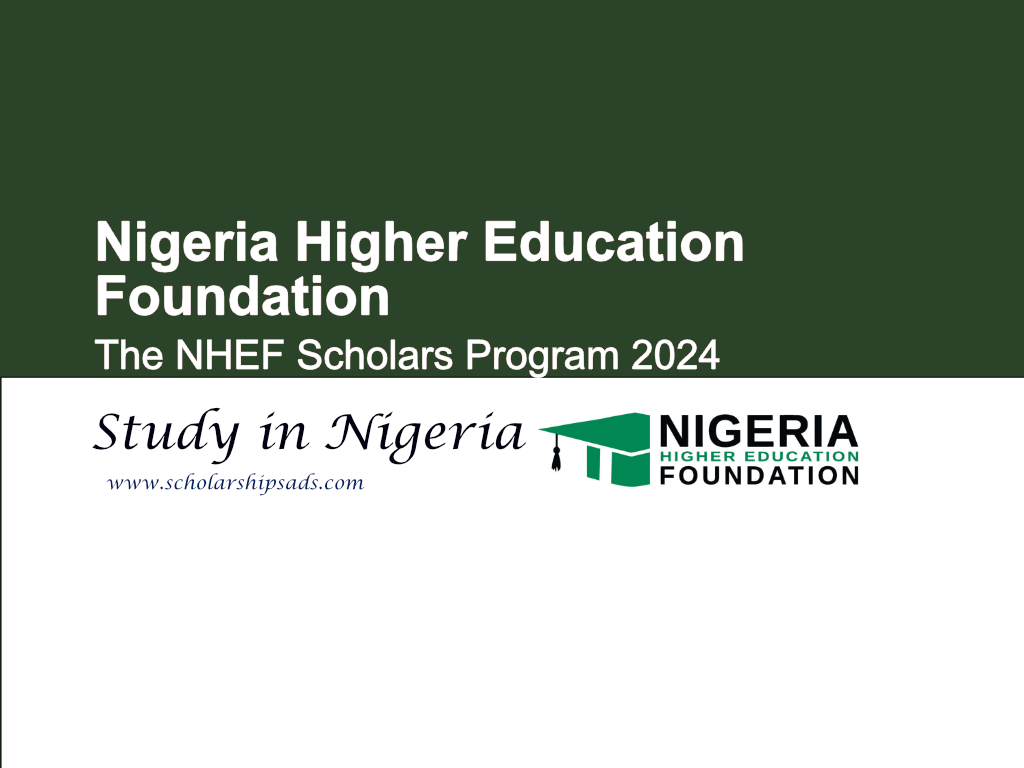 Nigeria Higher Education
Foundation
The NHEF Scholars Program 2024
Study in Nigeria
www.scholarshipsads.com
NIGERIA
HIGHER EDUCATION
FOUNDATION